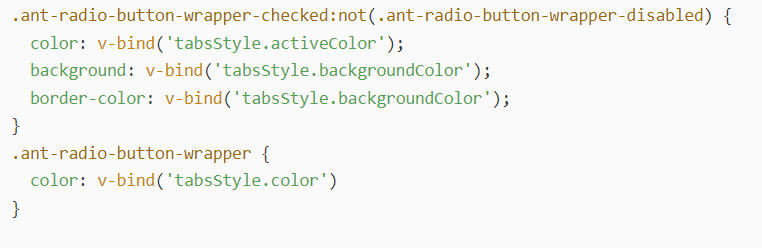 .ant-radio-button-wrapper-checked:not(.ant-radio-button-wrapper-disabled) {
  color: v-bind('tabsStyle.activeColor');
  background: v-bind('tabsStyle.backgroundColor');
  border-color: v-bind('tabsStyle.backgroundColor');
}
.ant-radio-button-wrapper {
  color: v-bind('tabsStyle.color')
}